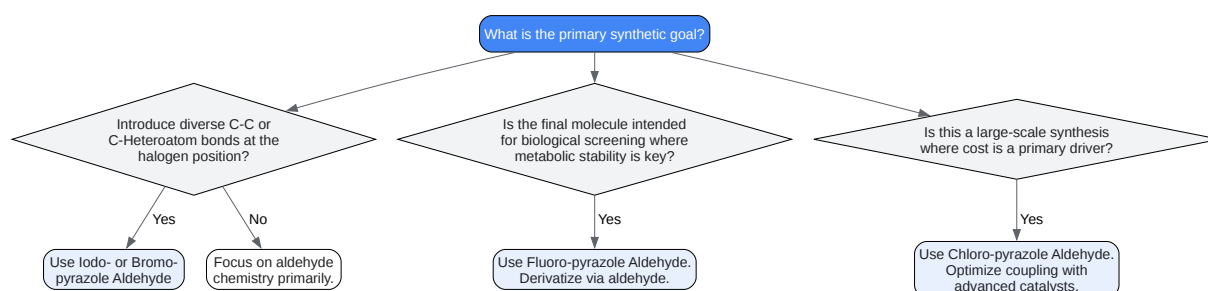 What is the primary synthetic goal?
Introduce diverse C-C or
C-Heteroatom bonds at the
halogen position?
Is the final molecule intended
for biological screening where
metabolic stability is key?
Is this a large-scale synthesis
where cost is a primary driver?
Yes
No
Yes
Yes
Use Iodo- or Bromo-
pyrazole Aldehyde
Focus on aldehyde
chemistry primarily.
Use Fluoro-pyrazole Aldehyde.
Derivatize via aldehyde.
Use Chloro-pyrazole Aldehyde.
Optimize coupling with
advanced catalysts.